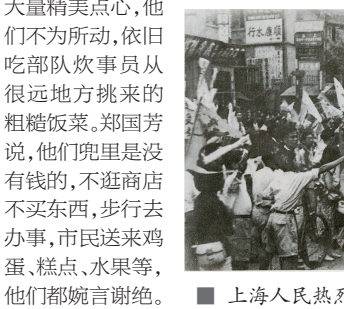 大量精美点心，他
们不为所动，依旧
吃部队炊事员从
很远地方挑来的
粗糙饭菜。郑国芳
说，他们兜里是没
有钱的，不逛商店
不买东西，步行去
办事，市民送来鸡
蛋、糕点、水果等，
他们都婉言谢绝。
■ 上海人民热烈